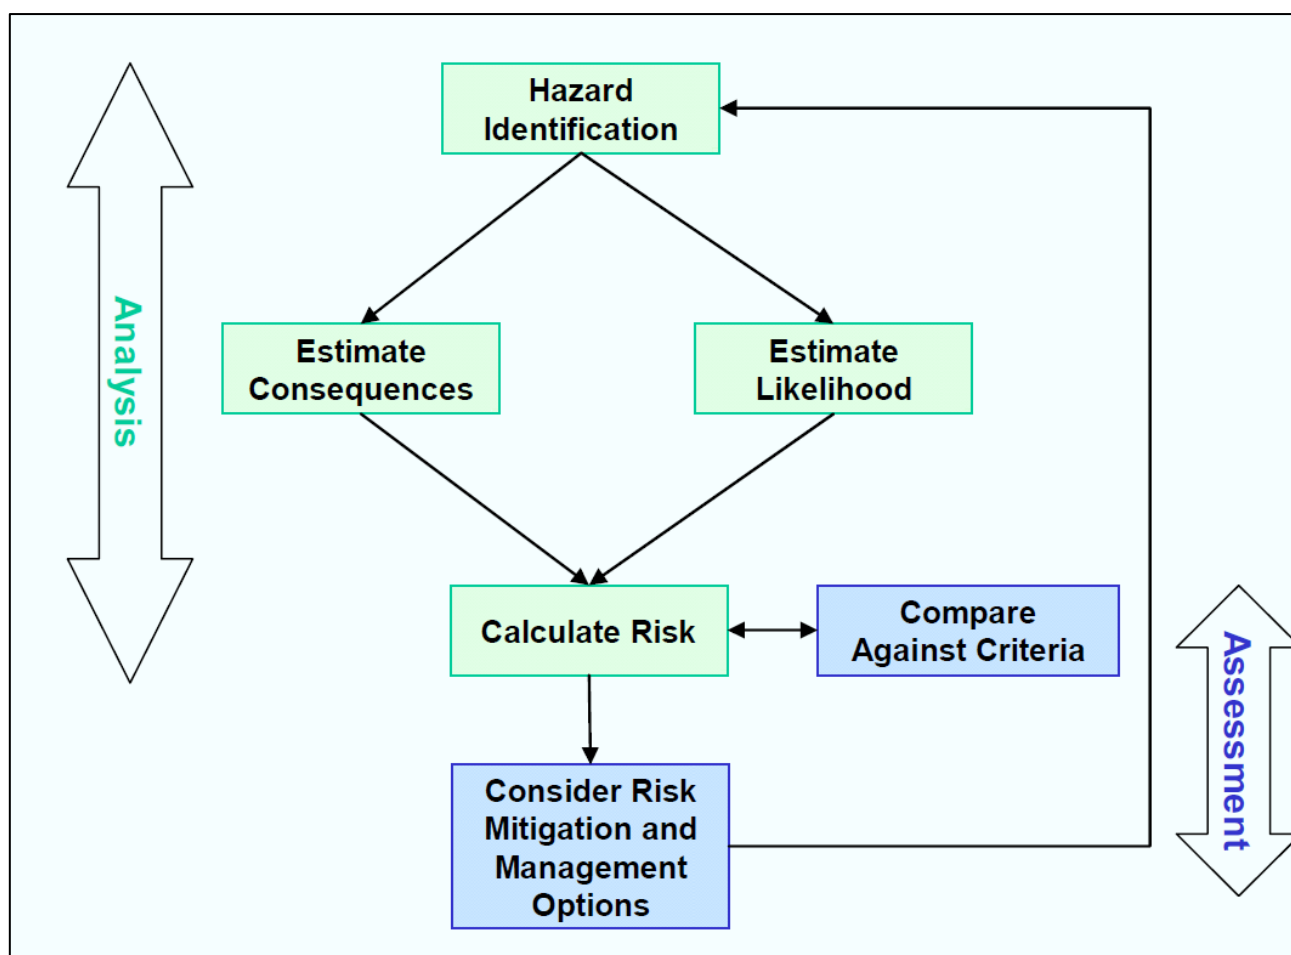 Hazard
Identification
Analysis
Estimate
Consequences
Estimate
Likelihood
Calculate Risk
Compare
Against Criteria
Assessment
Consider Risk
Mitigation and
Management
Options